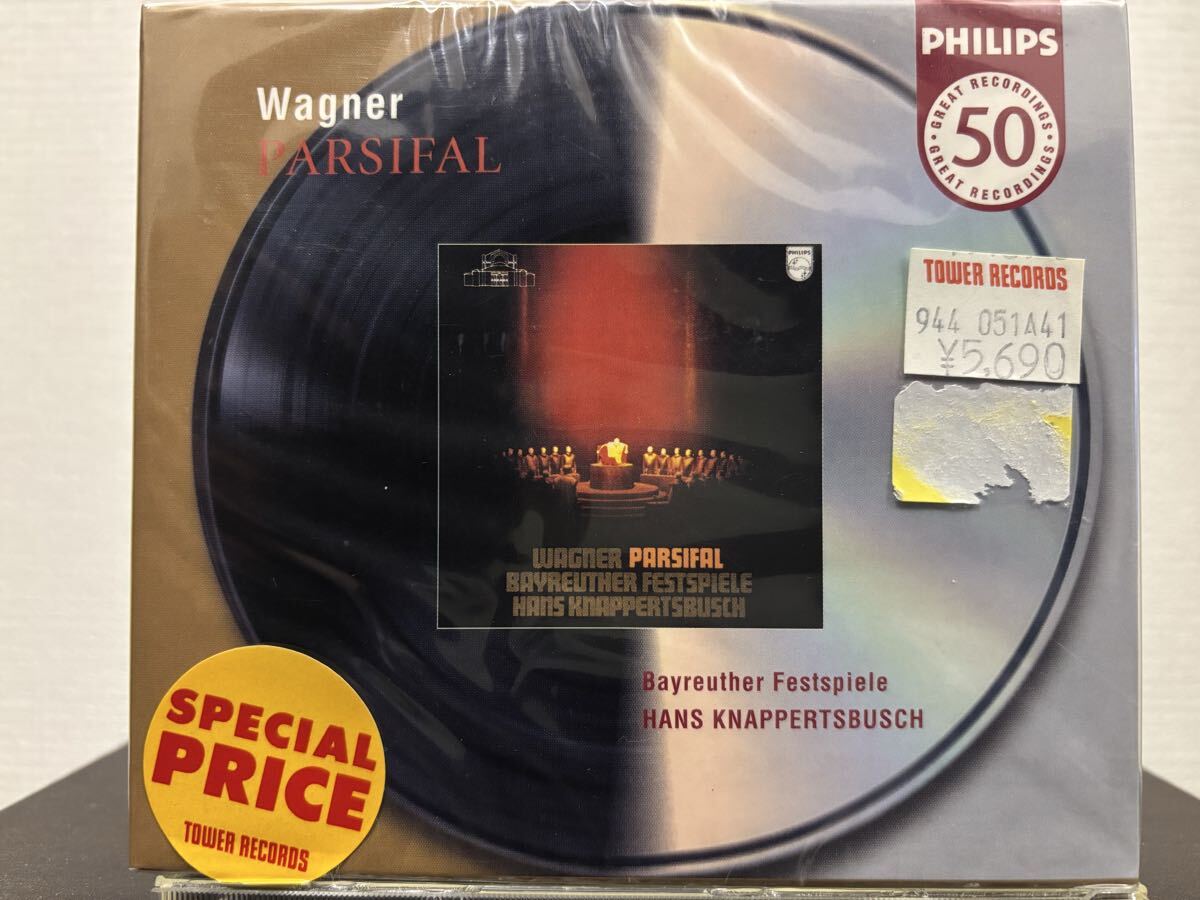 Wagner
PARSIFAL
PHILIPS
GREAT RECORDINGS
50
GREAT RECORDINGS
TOWER RECORDS
944 051A41
¥5,690
PHILIPS
WAGNER PARSIFAL
BAYREUTHER FESTSPIELE
HANS KNAPPERTSBUSCH
Bayreuther Festspiele
HANS KNAPPERTSBUSCH
SPECIAL
PRICE
TOWER RECORDS